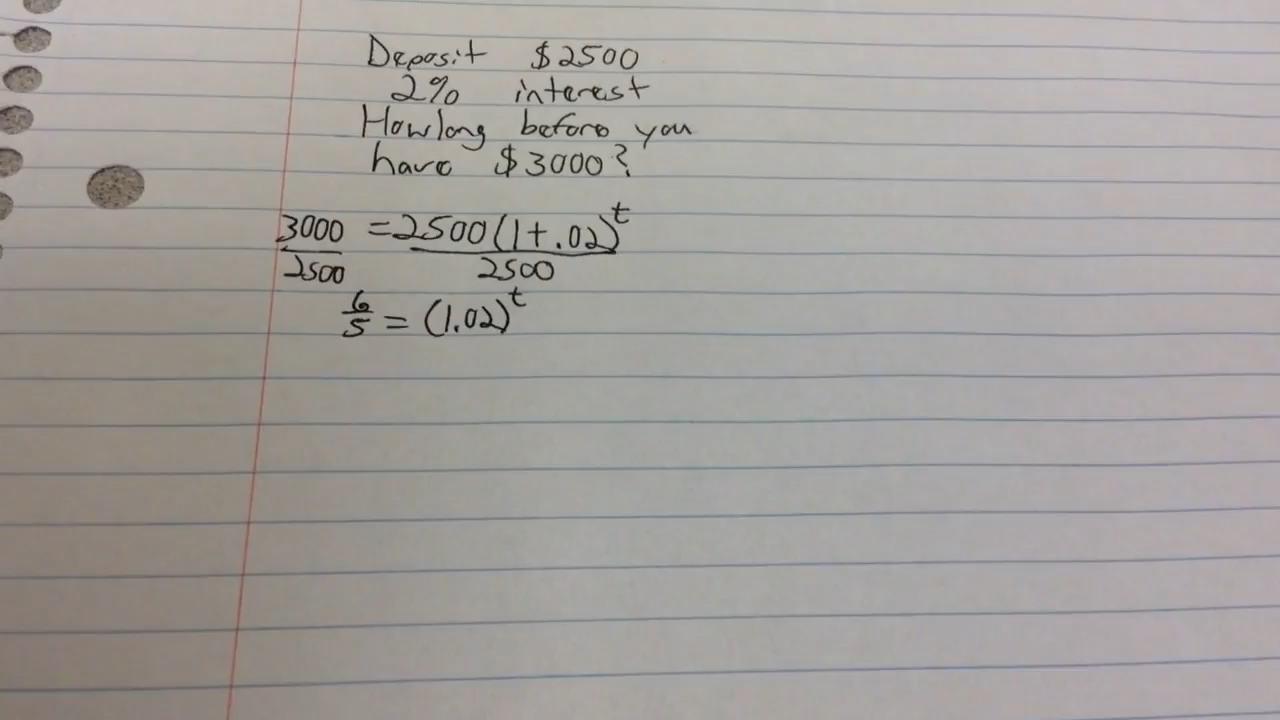 Deposit $2500
2% interest
How long before you
have $3000?
3000 = 2500(1+.02)^t
2500 2500
6/5 = (1.02)^t